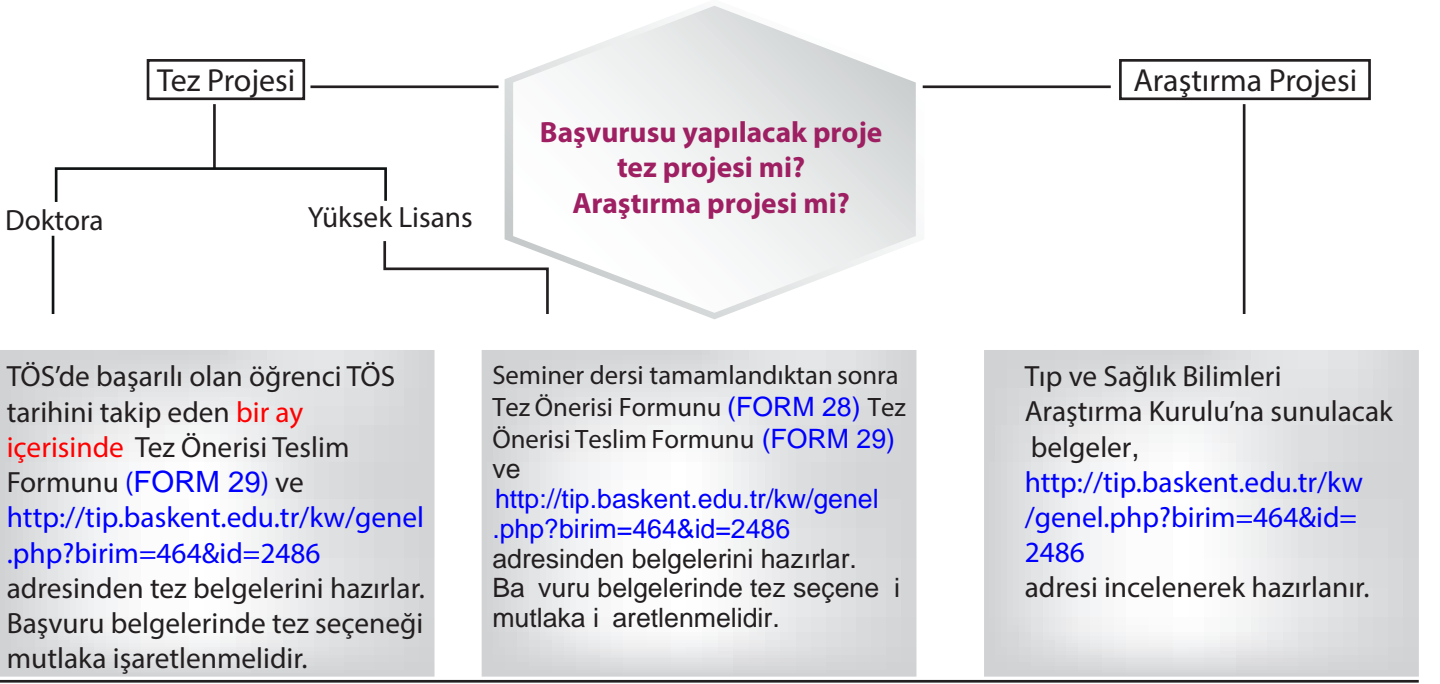 Tez Projesi
Araştırma Projesi
Başvurusu yapılacak proje
tez projesi mi?
Araştırma projesi mi?
Doktora
Yüksek Lisans
TÖS'de başarılı olan öğrenci TÖS
tarihini takip eden bir ay
içerisinde Tez Önerisi Teslim
Formunu (FORM 29) ve
http://tip.baskent.edu.tr/kw/genel
.php?birim=464&id=2486
adresinden tez belgelerini hazırlar.
Başvuru belgelerinde tez seçeneği
mutlaka işaretlenmelidir.
Seminer dersi tamamlandıktan sonra
Tez Önerisi Formunu (FORM 28) Tez
Önerisi Teslim Formunu (FORM 29)
ve
http://tip.baskent.edu.tr/kw/genel
.php?birim=464&id=2486
adresinden belgelerini hazırlar.
Ba vuru belgelerinde tez seçene i
mutlaka i aretlenmelidir.
Tıp ve Sağlık Bilimleri
Araştırma Kurulu'na sunulacak
belgeler,
http://tip.baskent.edu.tr/kw
/genel.php?birim=464&id=
2486
adresi incelenerek hazırlanır.